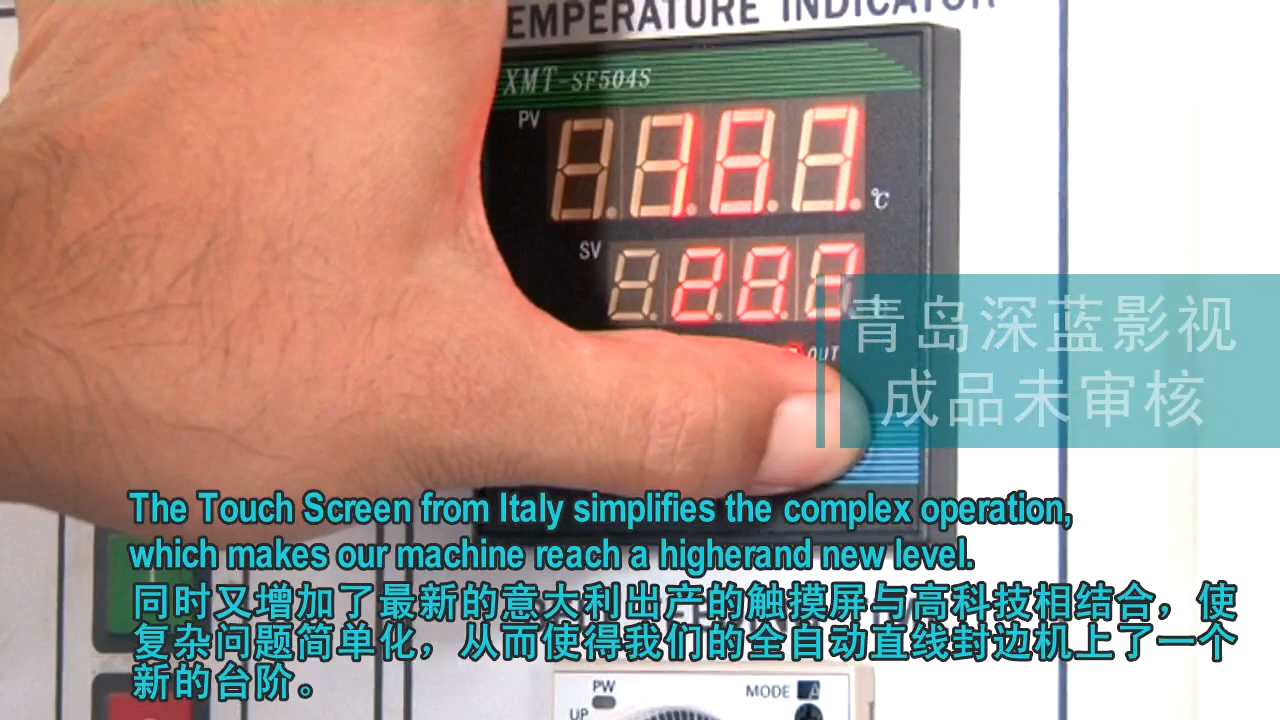 TEMPERATURE INDICATOR
XMT-SF504S
PV
℃
SV
OUT
青岛深蓝影视
成品未审核
The Touch Screen from Italy simplifies the complex operation,
which makes our machine reach a higherand new level.
同时又增加了最新的意大利出产的触摸屏与高科技相结合，使
复杂问题简单化，从而使得我们的全自动直线封边机上了一个
新的台阶。
PW
MODE A
UP